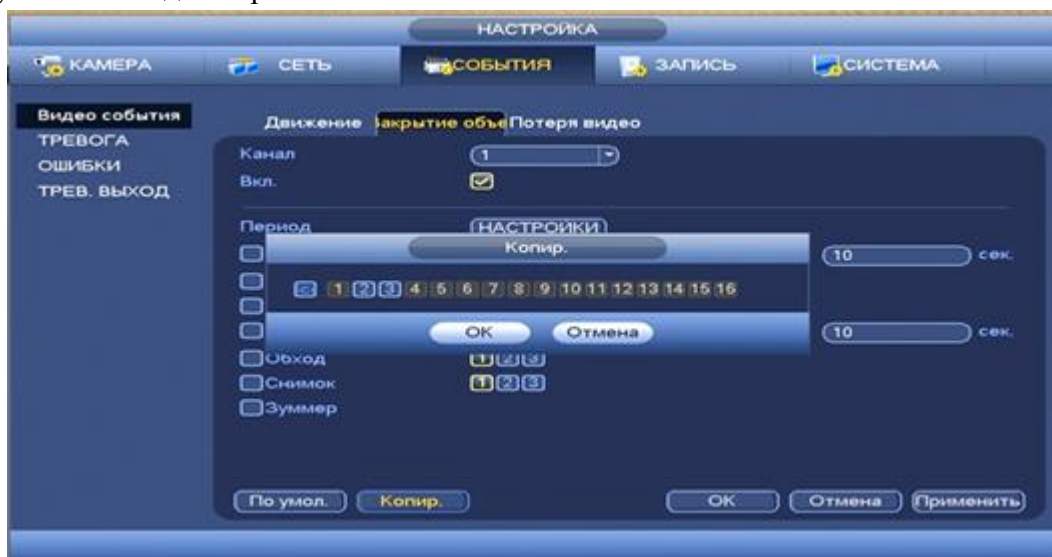 НАСТРОЙКА
КАМЕРА СЕТЬ СОБЫТИЯ ЗАПИСЬ СИСТЕМА
Видео события
ТРЕВОГА
ОШИБКИ
ТРЕВ. ВЫХОД
Движение Закрытие объе Потеря видео
Канал 1
Вкл.
Период НАСТРОЙКИ
Копир.
10 сек.
1 2 3 4 5 6 7 8 9 10 11 12 13 14 15 16
ОК Отмена
10 сек.
Обход 1 2 3
Снимок 1 2 3
Зуммер
По умол. Копир. ОК Отмена Применить